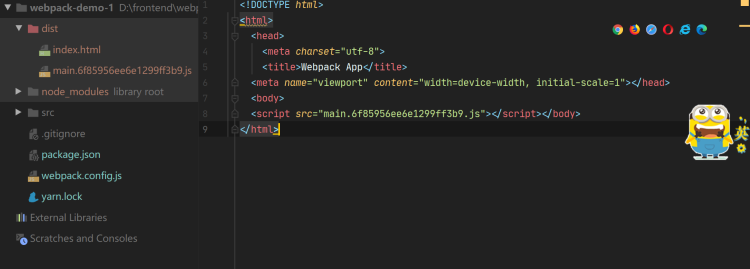 webpack-demo-1 D:\frontend\webp
dist
index.html
main.6f85956ee6e1299ff3b9.js
node_modules library root
src
.gitignore
package.json
webpack.config.js
yarn.lock
External Libraries
Scratches and Consoles
1 <!DOCTYPE html>
2 <html>
3 <head>
4 <meta charset="utf-8">
5 <title>Webpack App</title>
6 <meta name="viewport" content="width=device-width, initial-scale=1"></head>
7 <body>
8 <script src="main.6f85956ee6e1299ff3b9.js"></script></body>
9 </html>
英